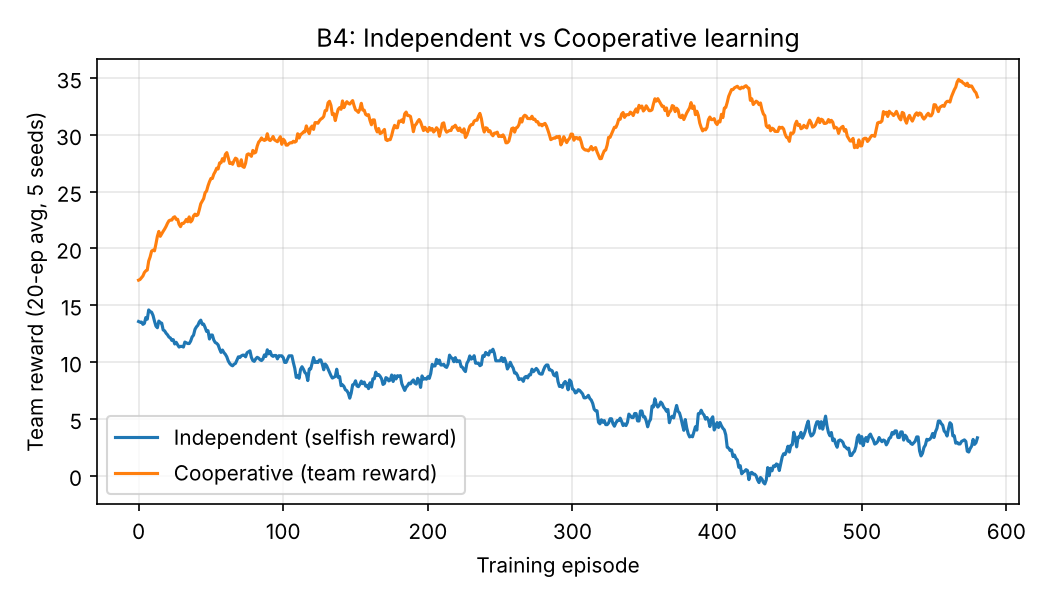 B4: Independent vs Cooperative learning
Team reward (20-ep avg, 5 seeds)
35
30
25
20
15
10
5
0
Independent (selfish reward)
Cooperative (team reward)
0 100 200 300 400 500 600
Training episode